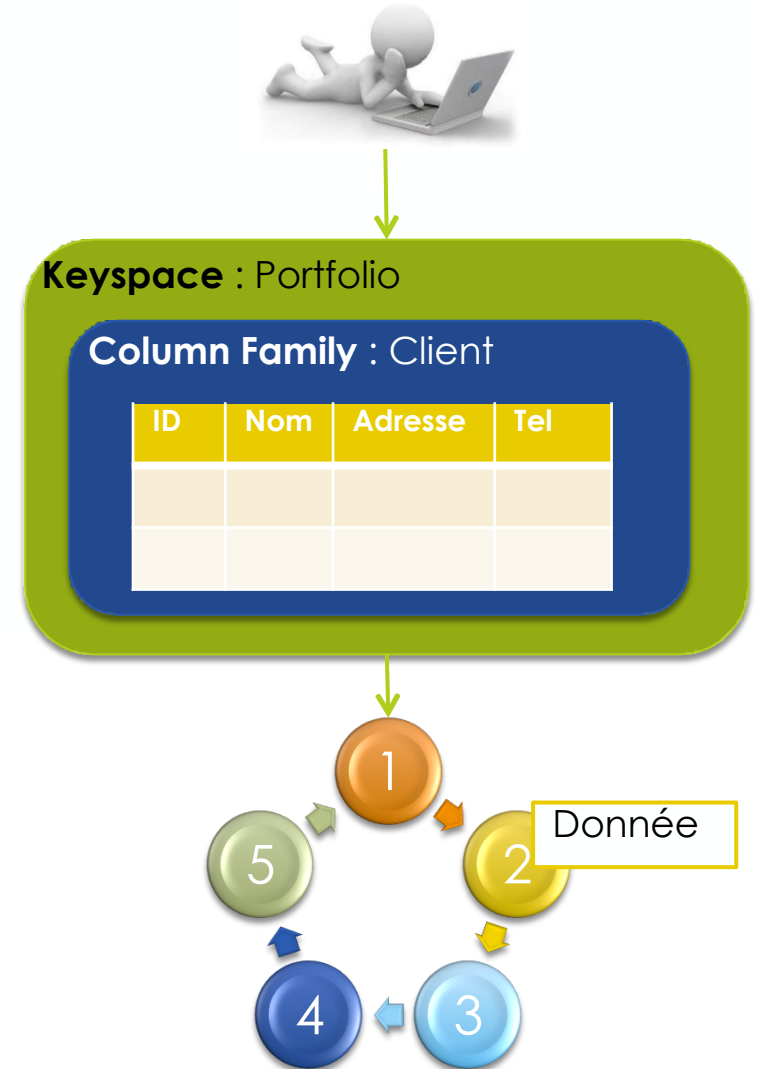 Keyspace : Portfolio
Column Family : Client
ID Nom Adresse Tel
1
Donnée
5 2
4 3